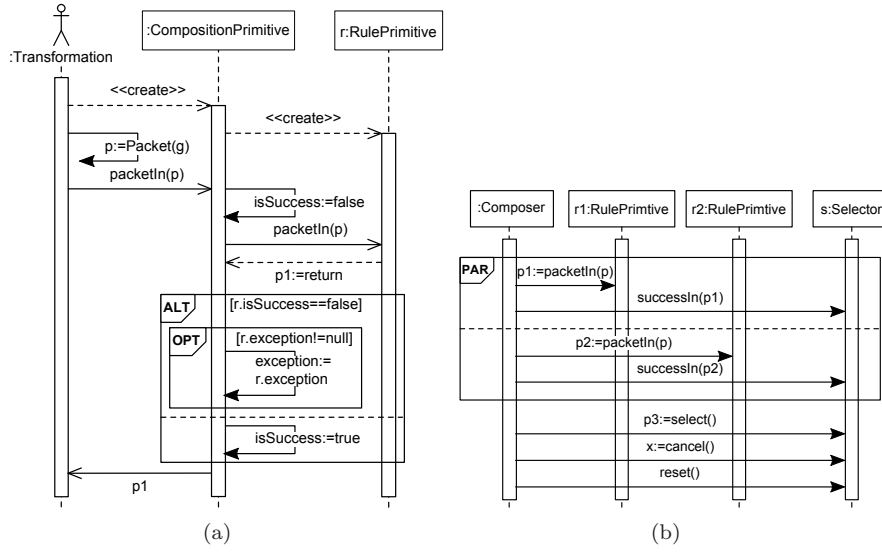 :Transformation
:CompositionPrimitive
r:RulePrimitive
<<create>>
<<create>>
p:=Packet(g)
packetIn(p)
isSuccess:=false
packetIn(p)
p1:=return
ALT
[r.isSuccess==false]
OPT
[r.exception!=null]
exception:=
r.exception
isSuccess:=true
p1
(a)
:Composer
r1:RulePrimtive
r2:RulePrimtive
s:Selector
PAR
p1:=packetIn(p)
successIn(p1)
p2:=packetIn(p)
successIn(p2)
p3:=select()
x:=cancel()
reset()
(b)